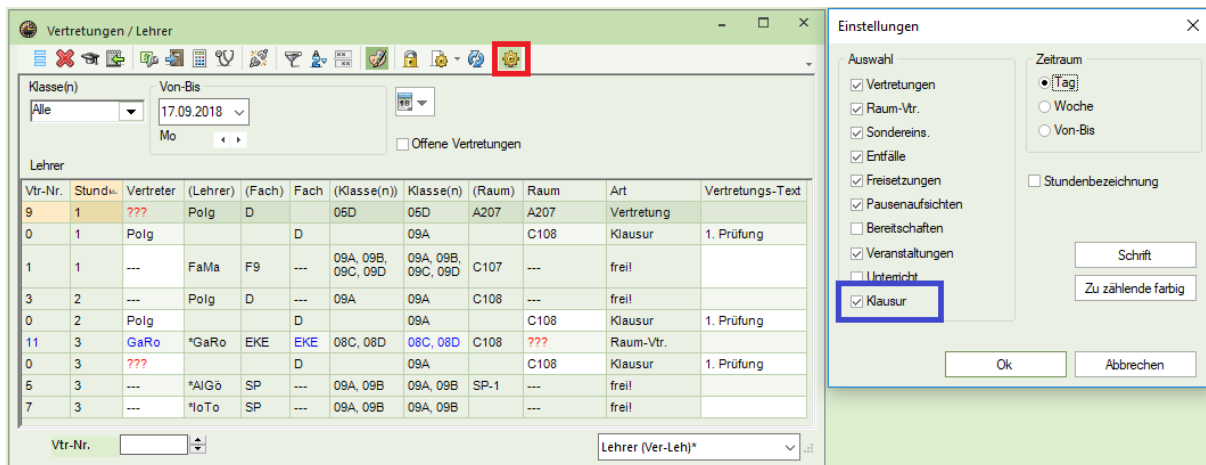 Vertretungen / Lehrer
Klasse(n)
Alle
Von-Bis
17.09.2018
Mo
18
Offene Vertretungen
Lehrer
Vtr-Nr. Stund Vertreter (Lehrer) (Fach) Fach (Klasse(n)) Klasse(n) (Raum) Raum Art Vertretungs-Text
9 1 ??? Polg D 05D 05D A207 A207 Vertretung
0 1 Polg D 09A C108 Klausur 1. Prüfung
1 1 --- FaMa F9 --- 09A, 09B, 09C, 09D 09A, 09B, 09C, 09D C107 --- frei!
3 2 --- Polg D --- 09A 09A C108 --- frei!
0 2 Polg D 09A C108 Klausur 1. Prüfung
11 3 GaRo *GaRo EKE EKE 08C, 08D 08C, 08D C108 ??? Raum-Vtr.
0 3 ??? D 09A C108 Klausur 1. Prüfung
5 3 --- *AlGö SP --- 09A, 09B 09A, 09B SP-1 --- frei!
7 3 --- *IoTo SP --- 09A, 09B 09A, 09B --- frei!
Vtr-Nr.
Lehrer (Ver-Leh)*
Einstellungen
Auswahl
Vertretungen
Raum-Vtr.
Sondereins.
Entfälle
Freisetzungen
Pausenaufsichten
Bereitschaften
Veranstaltungen
Unterricht
Klausur
Zeitraum
Tag
Woche
Von-Bis
Stundenbezeichnung
Schrift
Zu zählende farbig
Ok
Abbrechen